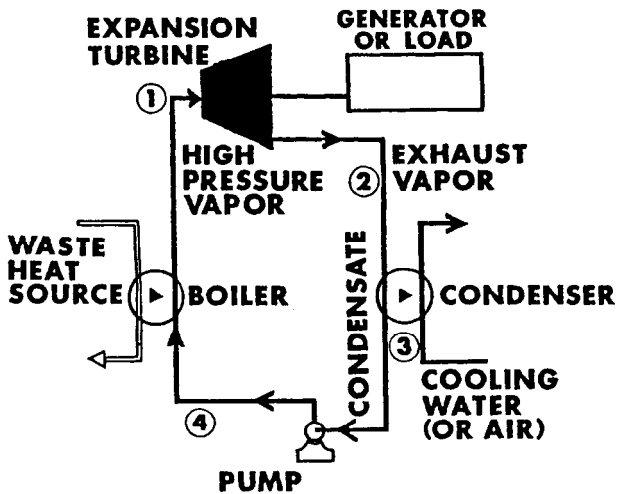 EXPANSION
TURBINE
GENERATOR
OR LOAD
1
HIGH
PRESSURE
VAPOR
2
EXHAUST
VAPOR
WASTE
HEAT
SOURCE
BOILER
CONDENSATE
CONDENSER
3
COOLING
WATER
(OR AIR)
4
PUMP